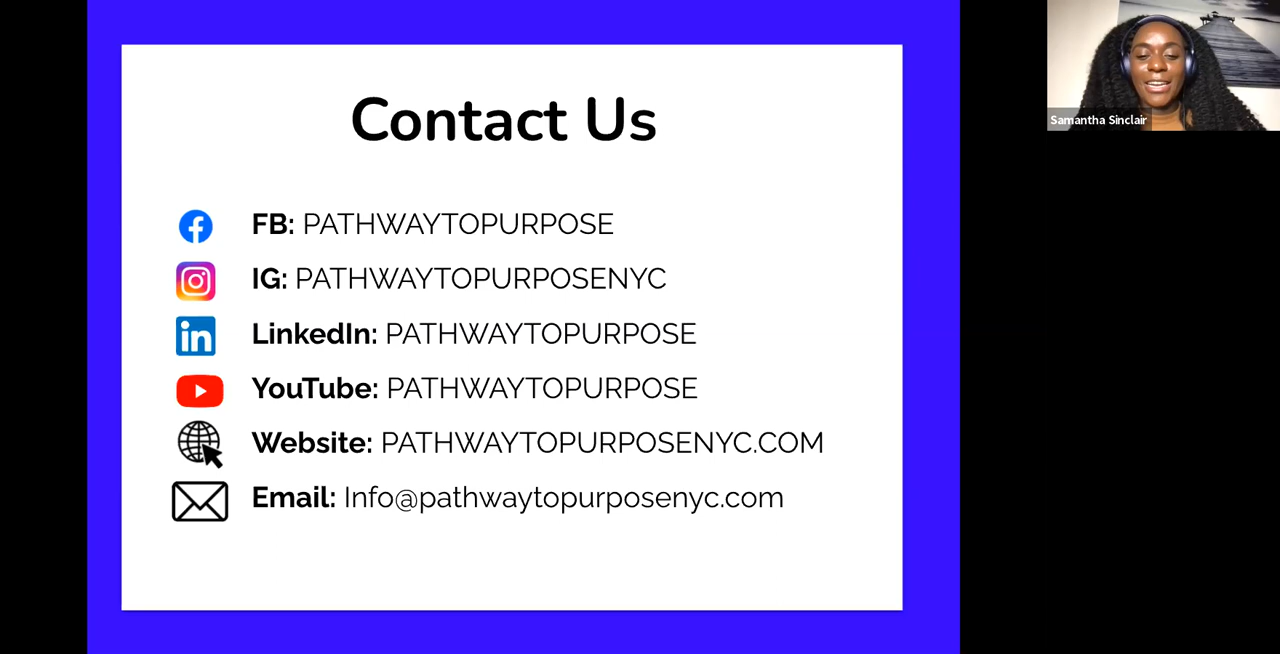 Contact Us
FB: PATHWAYTOPURPOSE
IG: PATHWAYTOPURPOSENYC
LinkedIn: PATHWAYTOPURPOSE
YouTube: PATHWAYTOPURPOSE
Website: PATHWAYTOPURPOSENYC.COM
Email: Info@pathwaytopurposenyc.com
Samantha Sinclair